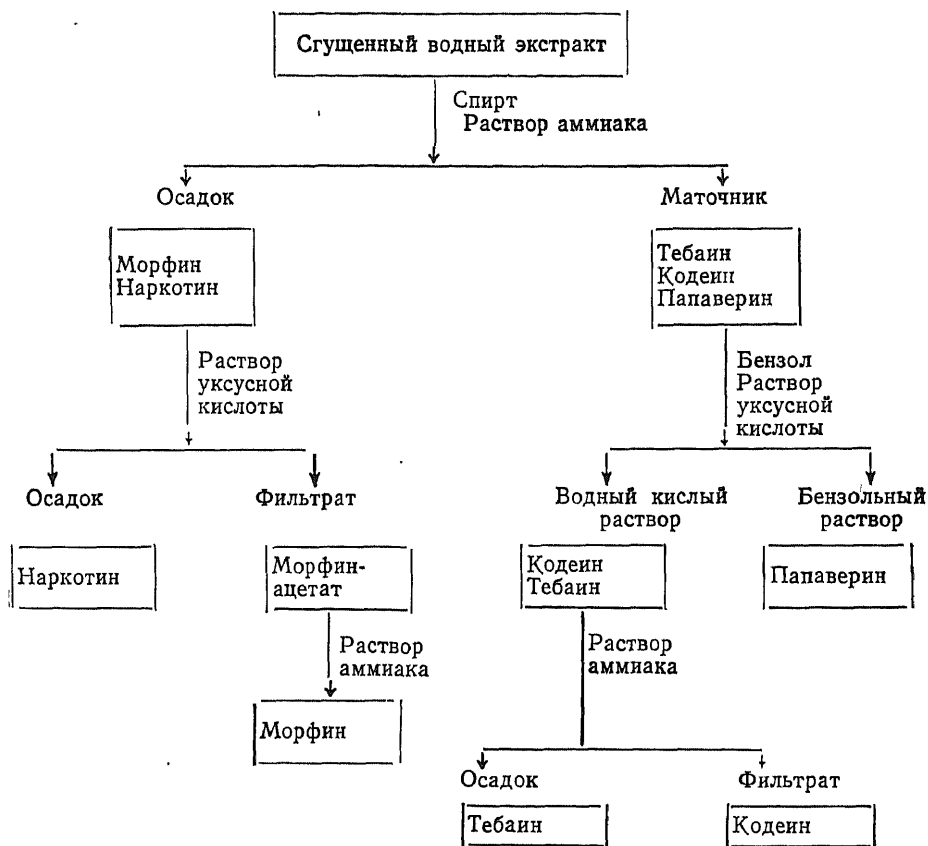 Сгущенный водный экстракт
Спирт
Раствор аммиака
Осадок
Маточник
Морфин
Наркотин
Тебаин
Кодеин
Папаверин
Раствор
уксусной
кислоты
Бензол
Раствор
уксусной
кислоты
Осадок
Фильтрат
Водный кислый
раствор
Бензольный
раствор
Наркотин
Морфин-
ацетат
Кодеин
Тебаин
Папаверин
Раствор
аммиака
Раствор
аммиака
Морфин
Осадок
Фильтрат
Тебаин
Кодеин